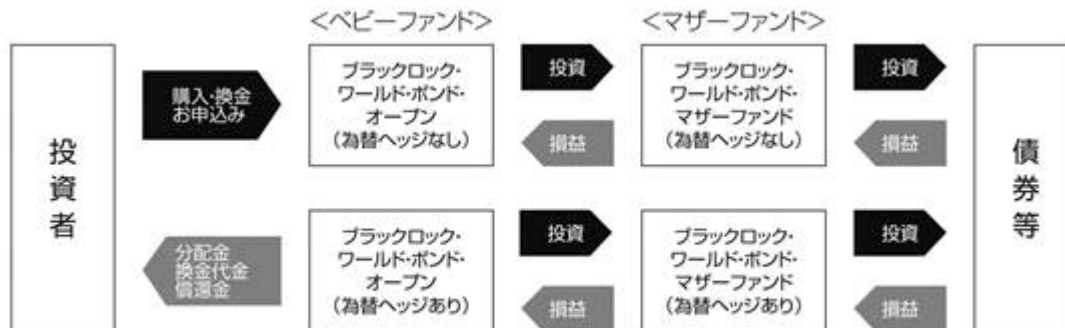 <ベビーファンド>
<マザーファンド>
投資者
購入・換金
お申込み
ブラックロック・
ワールド・ボンド・
オープン
(為替ヘッジなし)
投資
損益
ブラックロック・
ワールド・ボンド・
マザーファンド
(為替ヘッジなし)
投資
損益
債券等
分配金
換金代金
償還金
ブラックロック・
ワールド・ボンド・
オープン
(為替ヘッジあり)
投資
損益
ブラックロック・
ワールド・ボンド・
マザーファンド
(為替ヘッジあり)
投資
損益